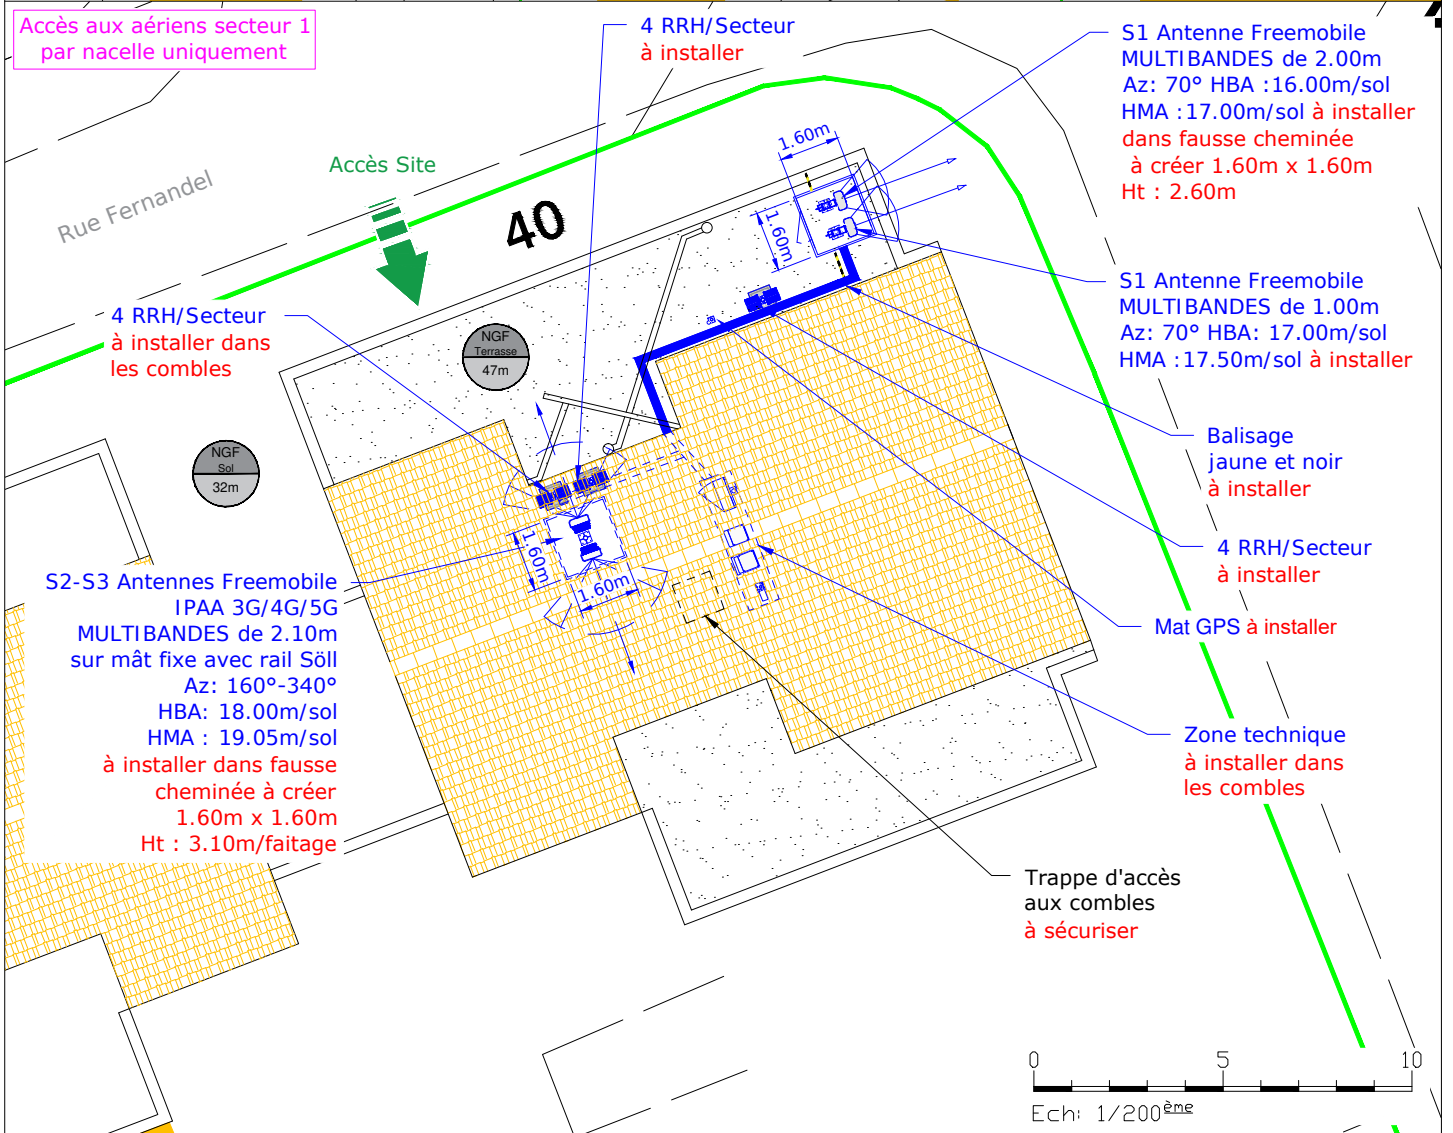 Accès aux aériens secteur 1
par nacelle uniquement
4 RRH/Secteur
à installer
S1 Antenne Freemobile
MULTIBANDES de 2.00m
Az: 70° HBA :16.00m/sol
HMA :17.00m/sol à installer
dans fausse cheminée
à créer 1.60m x 1.60m
Ht : 2.60m
Accès Site
Rue Fernandel
40
1.60m
1.60m
S1 Antenne Freemobile
MULTIBANDES de 1.00m
Az: 70° HBA: 17.00m/sol
HMA :17.50m/sol à installer
4 RRH/Secteur
à installer dans
les combles
NGF
Terrasse
47m
NGF
Sol
32m
Balisage
jaune et noir
à installer
4 RRH/Secteur
à installer
Mat GPS à installer
1.60m
1.60m
S2-S3 Antennes Freemobile
IPAA 3G/4G/5G
MULTIBANDES de 2.10m
sur mât fixe avec rail Söll
Az: 160°-340°
HBA: 18.00m/sol
HMA : 19.05m/sol
à installer dans fausse
cheminée à créer
1.60m x 1.60m
Ht : 3.10m/faitage
Zone technique
à installer dans
les combles
Trappe d'accès
aux combles
à sécuriser
0 5 10
Ech: 1/200ème